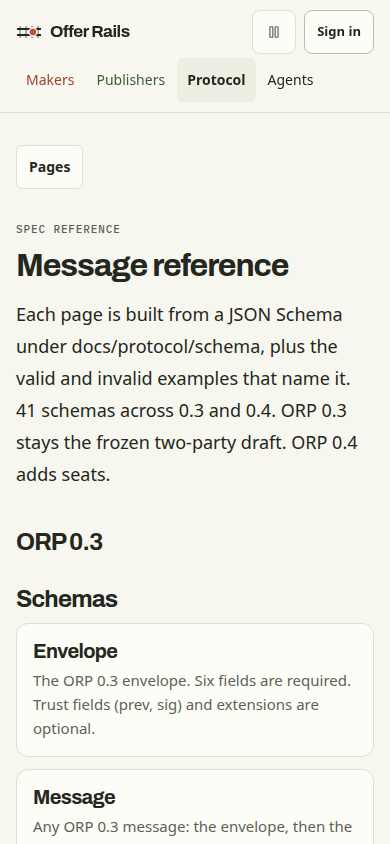 Offer Rails
Sign in
Makers
Publishers
Protocol
Agents
Pages
SPEC REFERENCE
Message reference
Each page is built from a JSON Schema
under docs/protocol/schema, plus the
valid and invalid examples that name it.
41 schemas across 0.3 and 0.4. ORP 0.3
stays the frozen two-party draft. ORP 0.4
adds seats.
ORP 0.3
Schemas
Envelope
The ORP 0.3 envelope. Six fields are required.
Trust fields (prev, sig) and extensions are
optional.
Message
Any ORP 0.3 message: the envelope, then the